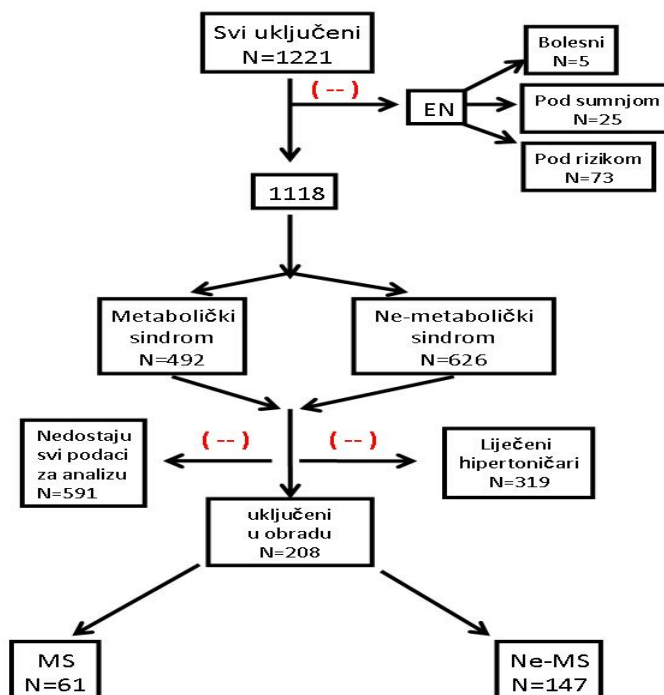 Svi uključeni
N=1221
( -- )
EN
Bolesni
N=5
Pod sumnjom
N=25
Pod rizikom
N=73
1118
Metabolički
sindrom
N=492
Ne-metabolički
sindrom
N=626
Nedostaju
svi podaci
za analizu
N=591
( -- )
( -- )
Liječeni
hipertoničari
N=319
uključeni
u obradu
N=208
MS
N=61
Ne-MS
N=147